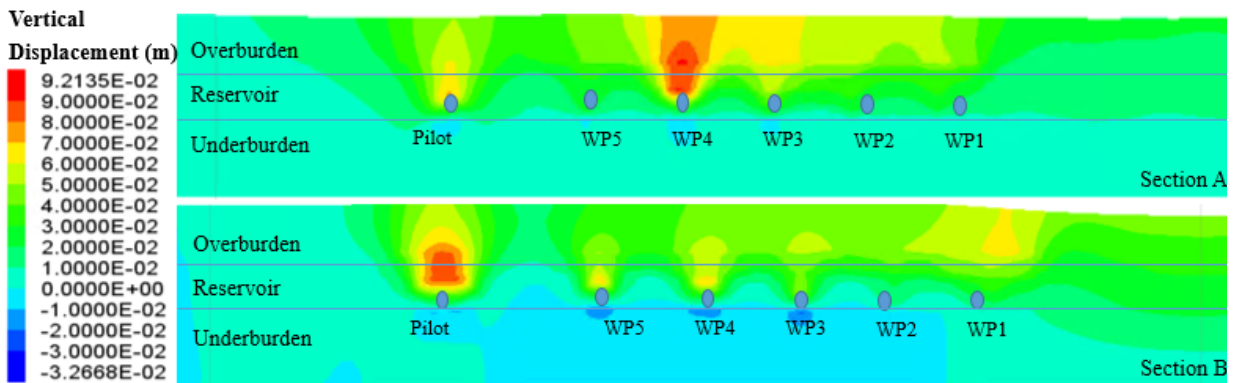 Vertical
Displacement (m)
9.2135E-02
9.0000E-02
8.0000E-02
7.0000E-02
6.0000E-02
5.0000E-02
4.0000E-02
3.0000E-02
2.0000E-02
1.0000E-02
0.0000E+00
-1.0000E-02
-2.0000E-02
-3.0000E-02
-3.2668E-02
Overburden
Reservoir
Underburden
Pilot WP5 WP4 WP3 WP2 WP1
Section A
Overburden
Reservoir
Underburden
Pilot WP5 WP4 WP3 WP2 WP1
Section B